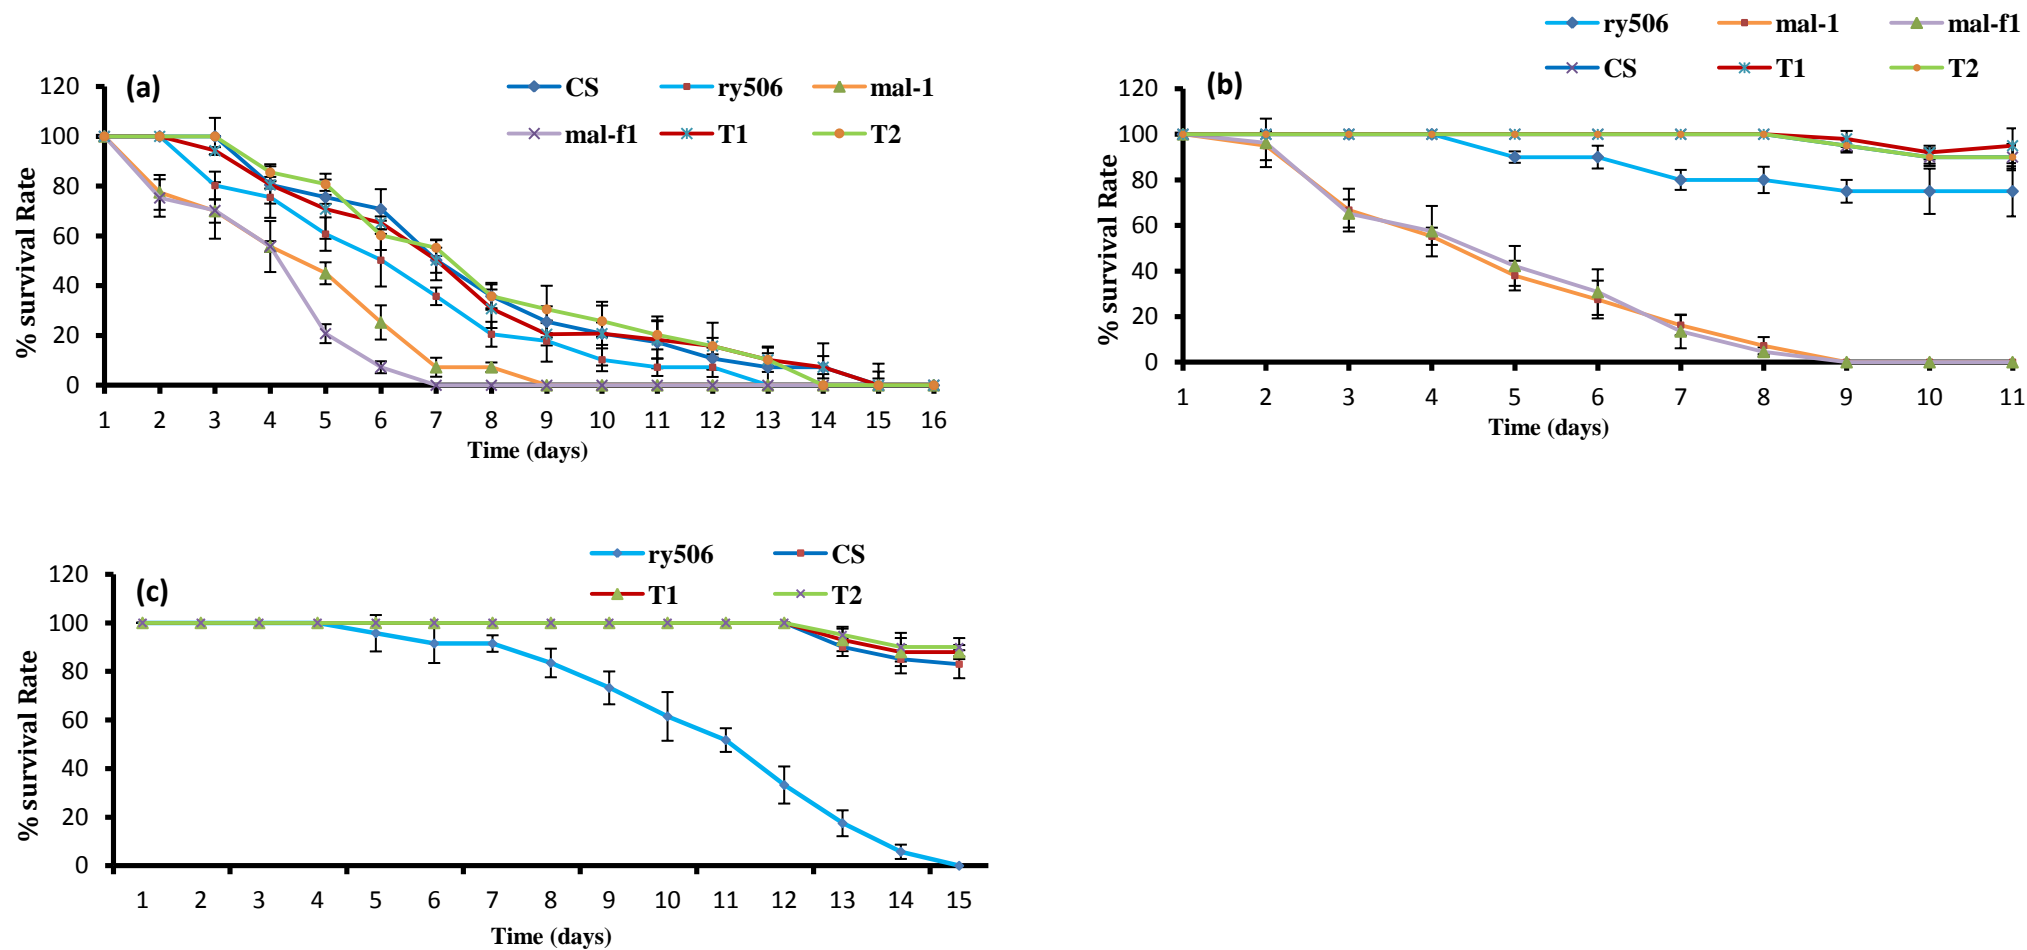 (a)
CS ry506 mal-1
mal-f1 T1 T2
120
100
80
60
40
20
0
% survival Rate
1 2 3 4 5 6 7 8 9 10 11 12 13 14 15 16
Time (days)
ry506 mal-1 mal-f1
CS T1 T2
(b)
120
100
80
60
40
20
0
% survival Rate
1 2 3 4 5 6 7 8 9 10 11
Time (days)
ry506 CS
T1 T2
(c)
120
100
80
60
40
20
0
% survival Rate
1 2 3 4 5 6 7 8 9 10 11 12 13 14 15
Time (days)